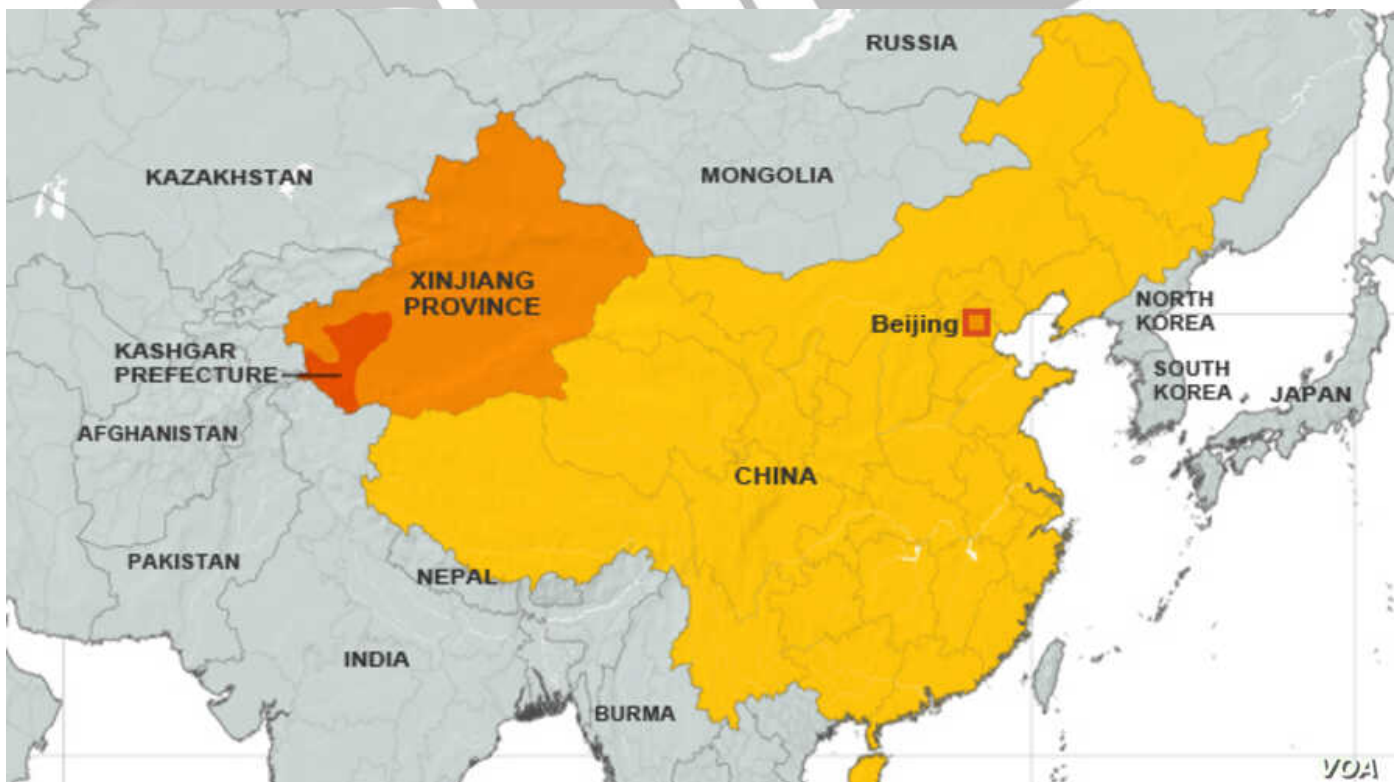 RUSSIA
KAZAKHSTAN
MONGOLIA
XINJIANG
PROVINCE
NORTH
KOREA
Beijing
KASHGAR
PREFECTURE
SOUTH
KOREA
JAPAN
AFGHANISTAN
CHINA
PAKISTAN
NEPAL
INDIA
BURMA
VOA